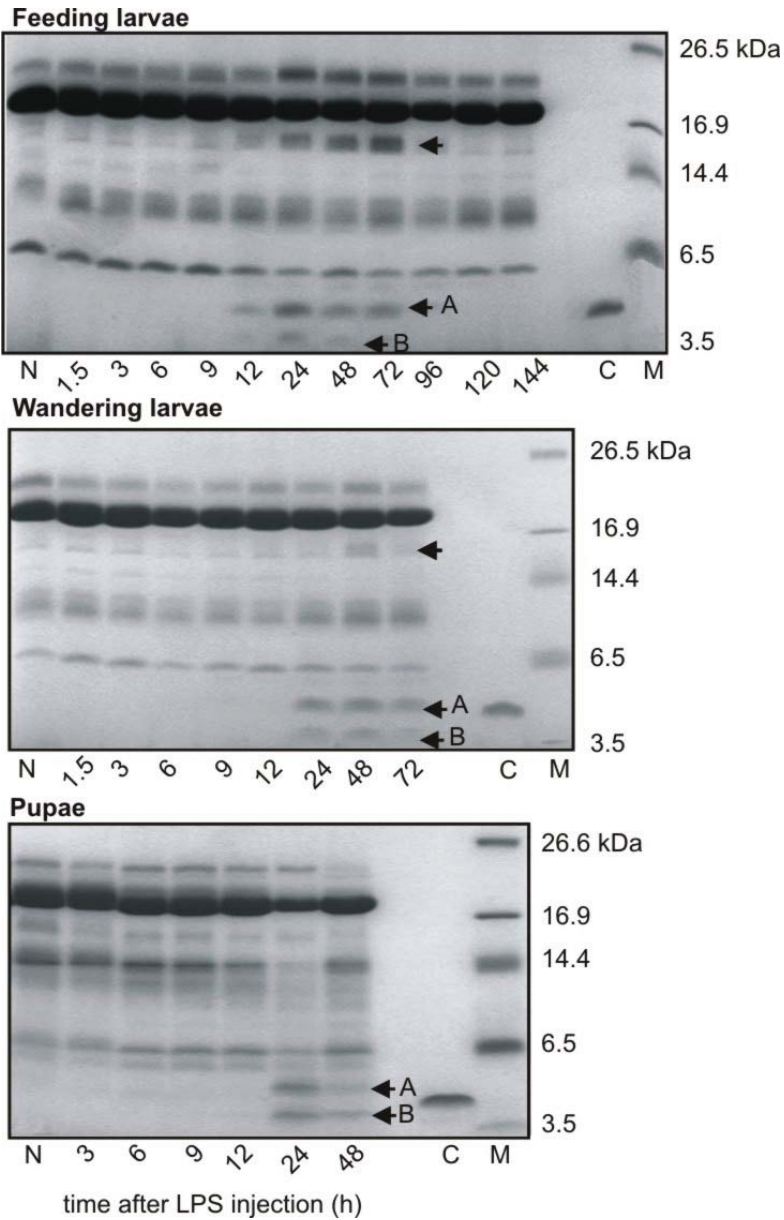 Feeding larvae
26.5 kDa
16.9
14.4
6.5
A
B
3.5
N 1.5 3 6 9 12 24 48 72 96 120 144 C M
Wandering larvae
26.5 kDa
16.9
14.4
6.5
A
B
3.5
N 1.5 3 6 9 12 24 48 72 C M
Pupae
26.6 kDa
16.9
14.4
6.5
A
B
3.5
N 3 6 9 12 24 48 C M
time after LPS injection (h)